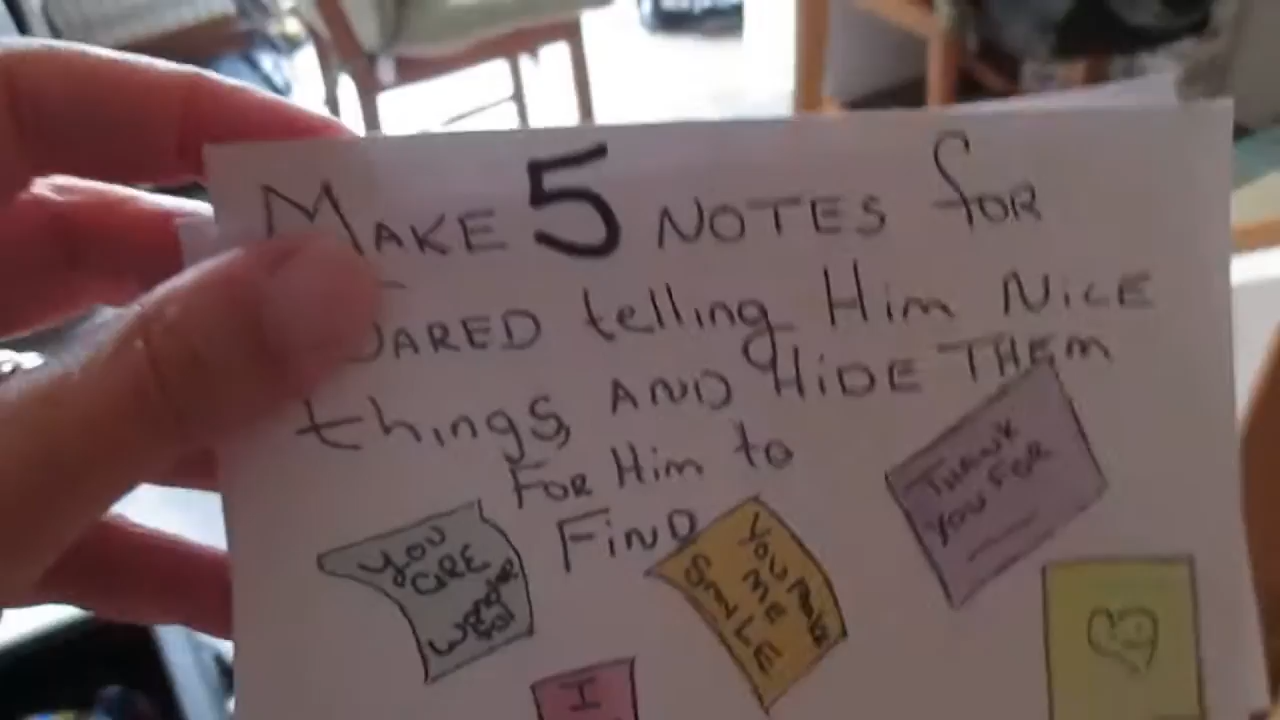 MAKE 5 NOTES for
JARED telling Him NiCE
things, AND HiDE THEM
FOR Him to
FiND
YOU ARE WONDERFUL
YOU MAKE ME SMILE
THANK YOU FOR
I